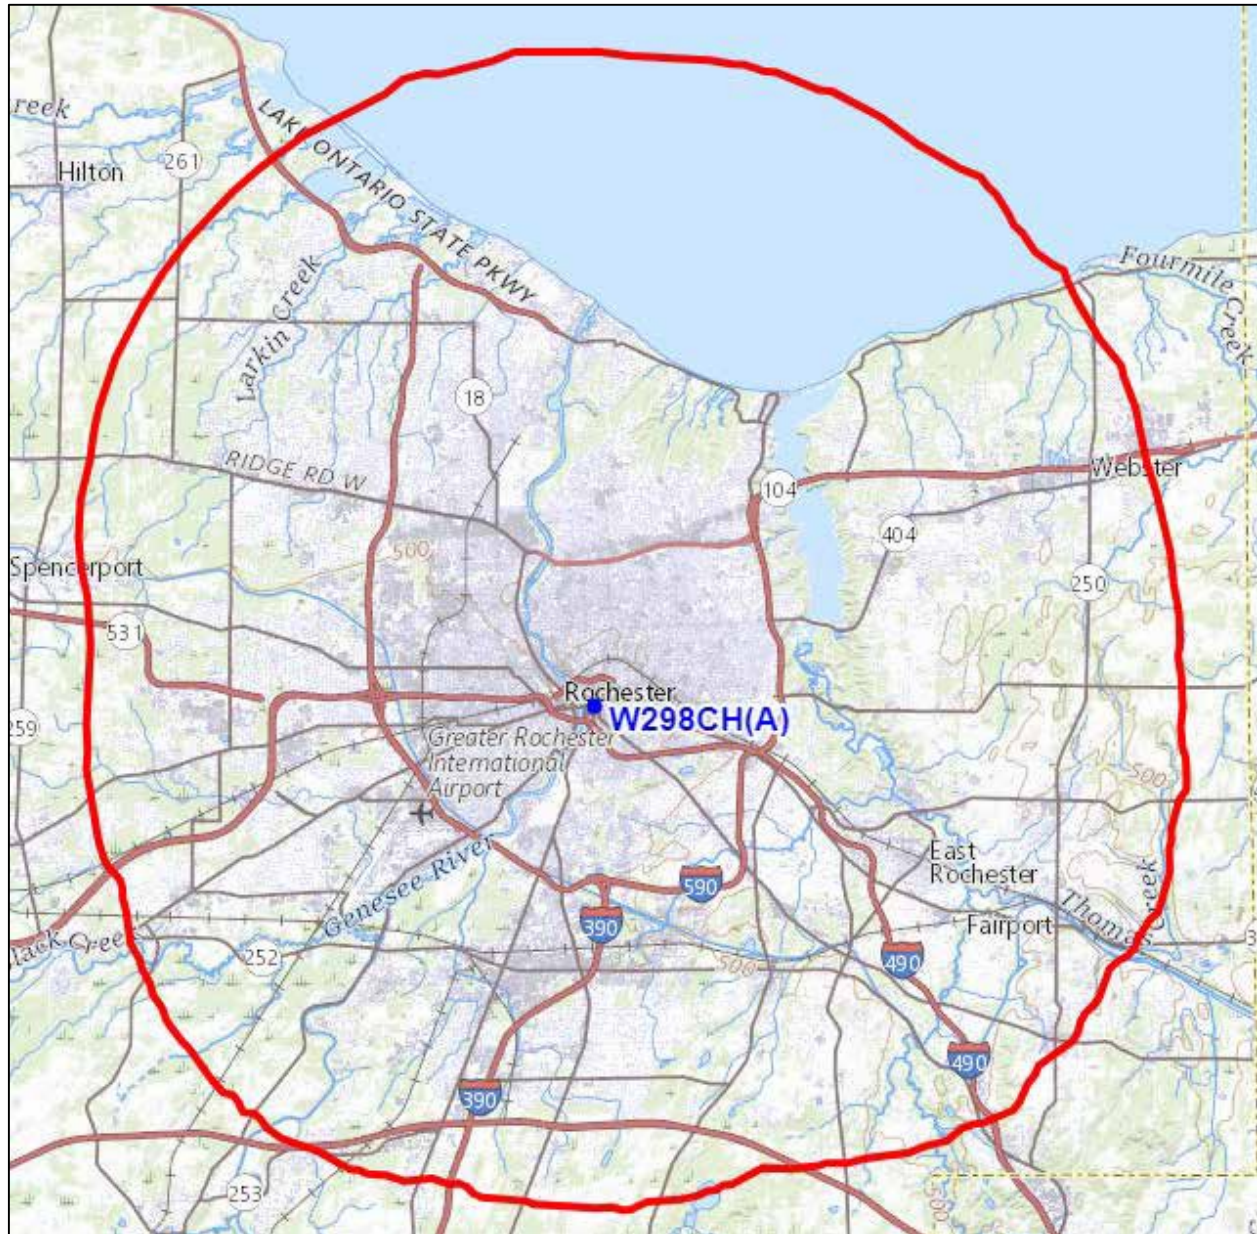 reek
Hilton
261
LAKE ONTARIO STATE PKWY
Fourmile Creek
Larkin Creek
18
RIDGE RD W
Webster
104
404
500
Spencerport
250
531
Rochester
W298CH(A)
259
Greater Rochester
International
Airport
500
East
Rochester
590
Genesee River
Creek
Thomas
Fairport
390
lack Creek
252
500
490
3
490
390
253
500